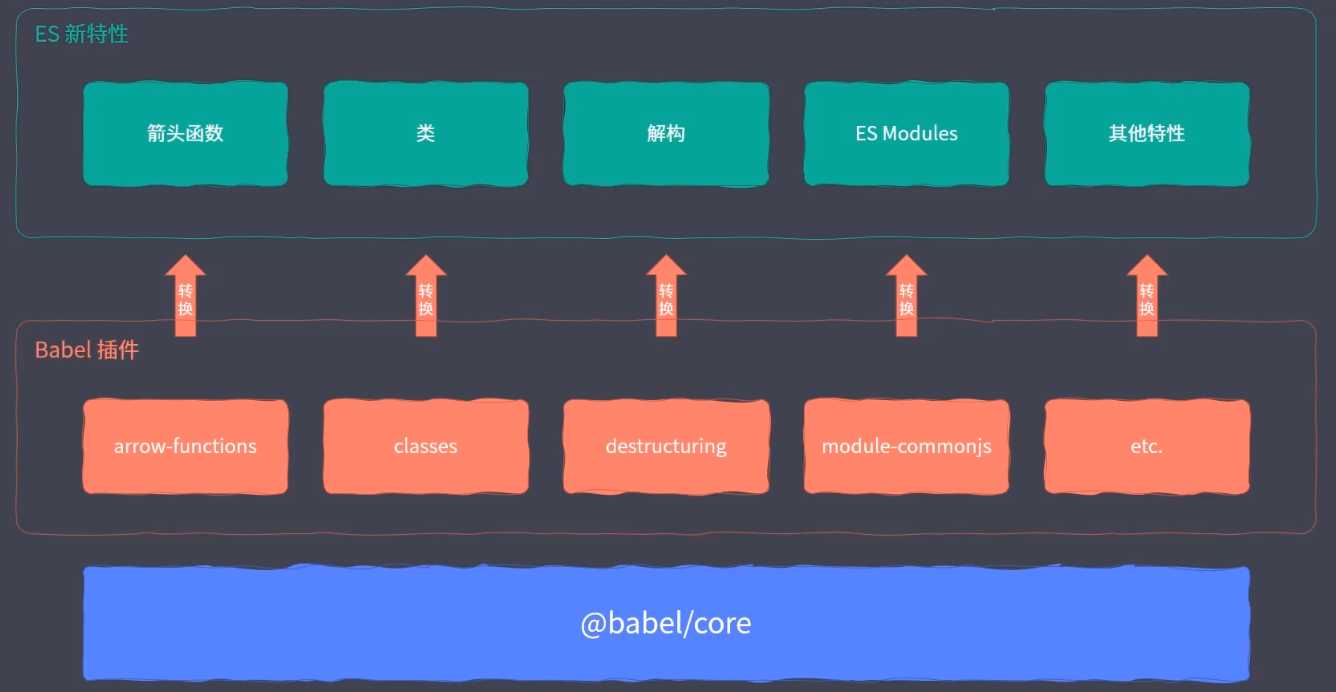 ES 新特性
箭头函数
类
解构
ES Modules
其他特性
转换
转换
转换
转换
转换
Babel 插件
arrow-functions
classes
destructuring
module-commonjs
etc.
@babel/core